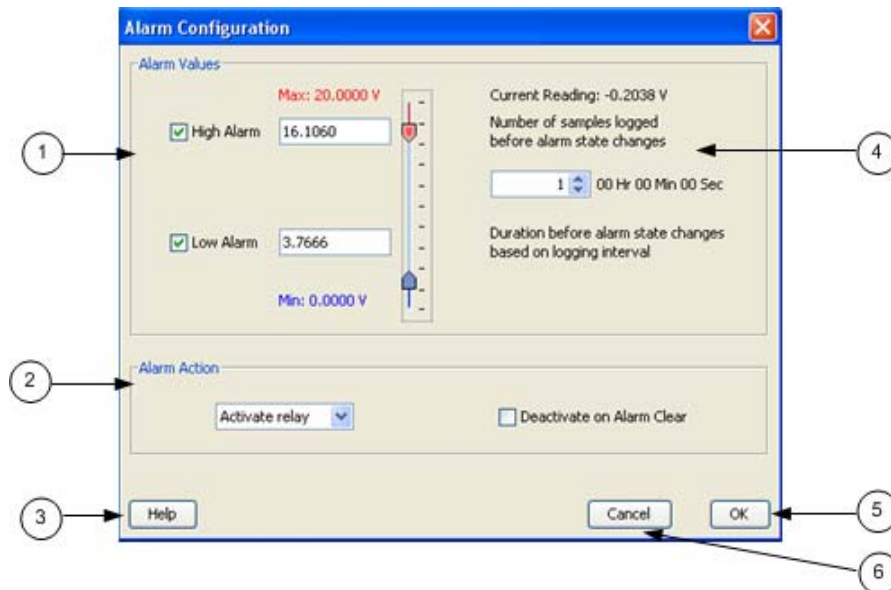 Alarm Configuration
Alarm Values
Max: 20.0000 V
High Alarm 16.1060
Low Alarm 3.7666
Min: 0.0000 V
Current Reading: -0.2038 V
Number of samples logged
before alarm state changes
1 00 Hr 00 Min 00 Sec
Duration before alarm state changes
based on logging interval
Alarm Action
Activate relay
Deactivate on Alarm Clear
Help
Cancel
OK
1
2
3
4
5
6